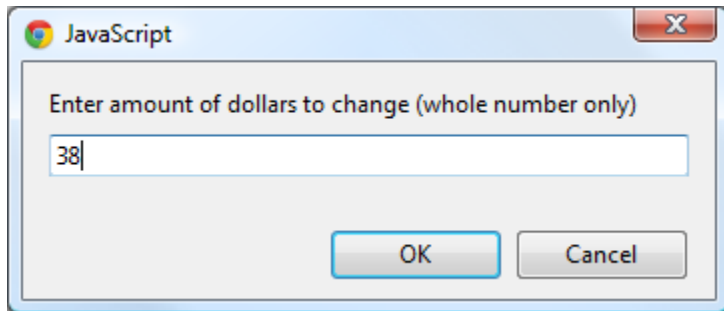 JavaScript
Enter amount of dollars to change (whole number only)
38
OK
Cancel